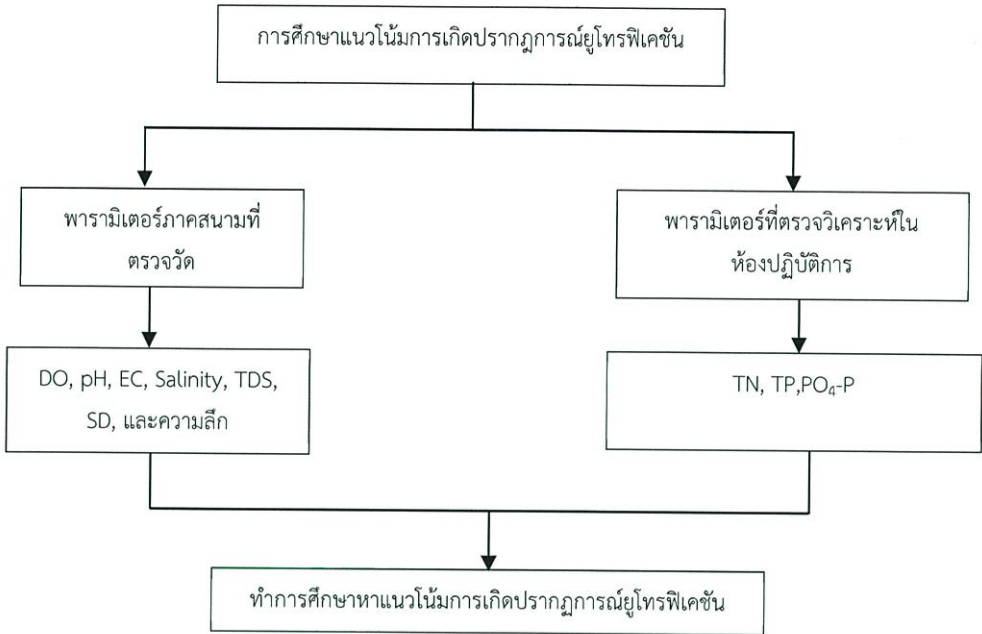 การศึกษาแนวโน้มการเกิดปรากฏการณ์ยูโทรฟิเคชัน
พารามิเตอร์ภาคสนามที่
ตรวจวัด
พารามิเตอร์ที่ตรวจวิเคราะห์ใน
ห้องปฏิบัติการ
DO, pH, EC, Salinity, TDS,
SD, และความลึก
TN, TP,PO₄-P
ทำการศึกษาหาแนวโน้มการเกิดปรากฏการณ์ยูโทรฟิเคชัน